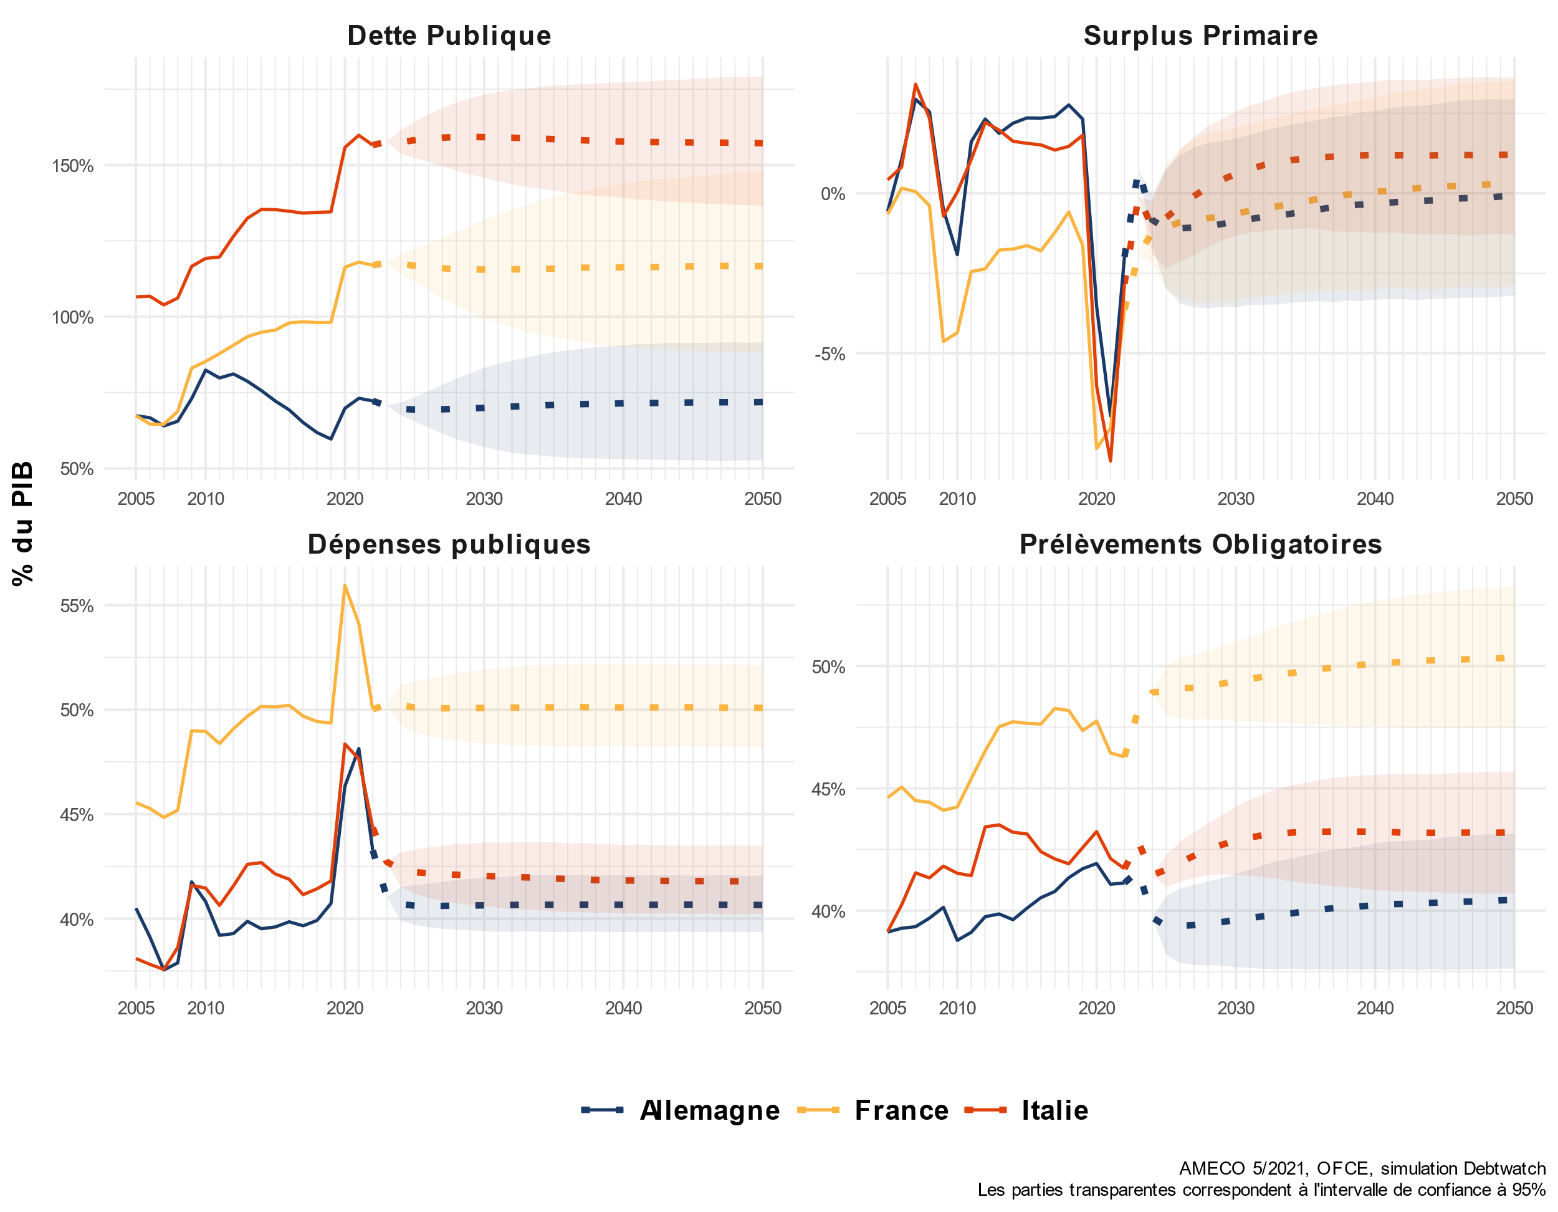 Dette Publique
Surplus Primaire
150%
100%
50%
2005 2010 2020 2030 2040 2050
0%
-5%
2005 2010 2020 2030 2040 2050
% du PIB
Dépenses publiques
Prélèvements Obligatoires
55%
50%
45%
40%
2005 2010 2020 2030 2040 2050
50%
45%
40%
2005 2010 2020 2030 2040 2050
Allemagne France Italie
AMECO 5/2021, OFCE, simulation Debtwatch
Les parties transparentes correspondent à l'intervalle de confiance à 95%